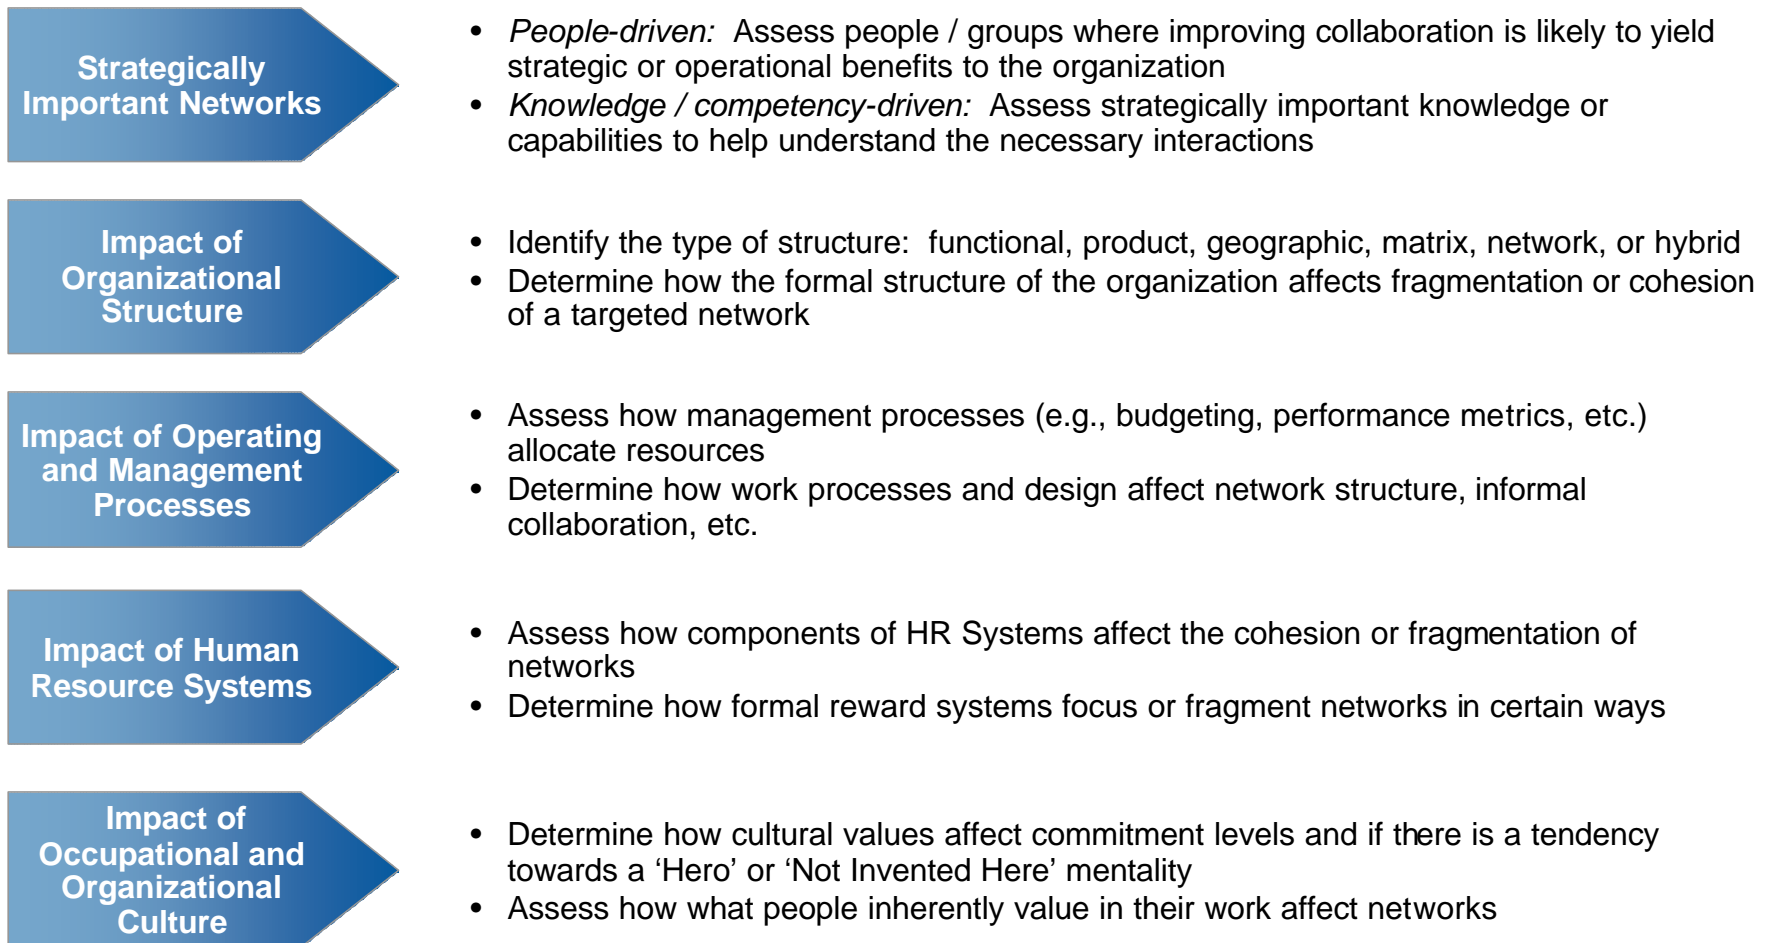 Strategically
Important Networks
• People-driven: Assess people / groups where improving collaboration is likely to yield
strategic or operational benefits to the organization
• Knowledge / competency-driven: Assess strategically important knowledge or
capabilities to help understand the necessary interactions
Impact of
Organizational
Structure
• Identify the type of structure: functional, product, geographic, matrix, network, or hybrid
• Determine how the formal structure of the organization affects fragmentation or cohesion
of a targeted network
Impact of Operating
and Management
Processes
• Assess how management processes (e.g., budgeting, performance metrics, etc.)
allocate resources
• Determine how work processes and design affect network structure, informal
collaboration, etc.
Impact of Human
Resource Systems
• Assess how components of HR Systems affect the cohesion or fragmentation of
networks
• Determine how formal reward systems focus or fragment networks in certain ways
Impact of
Occupational and
Organizational
Culture
• Determine how cultural values affect commitment levels and if there is a tendency
towards a ‘Hero’ or ‘Not Invented Here’ mentality
• Assess how what people inherently value in their work affect networks